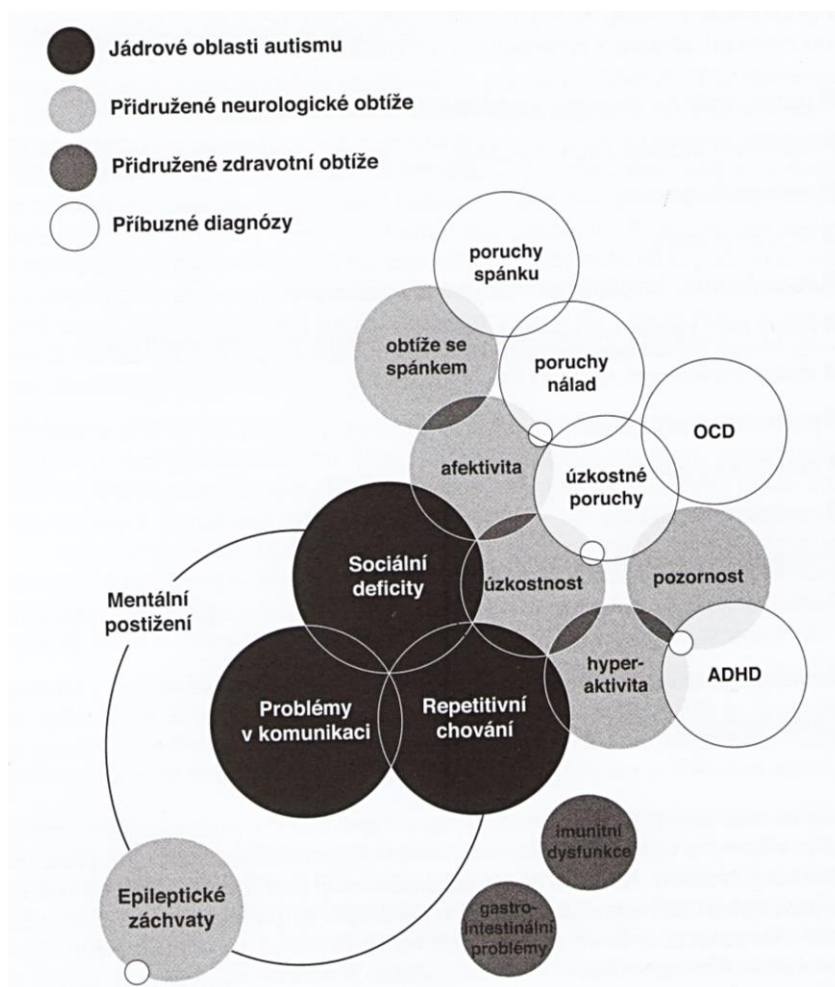 Jádrové oblasti autismu
Přidružené neurologické obtíže
Přidružené zdravotní obtíže
Příbuzné diagnózy
poruchy
spánku
obtíže se
spánkem
poruchy
nálad
OCD
afektivita
úzkostné
poruchy
Sociální
deficity
úzkostnost
pozornost
Mentální
postižení
hyper-
aktivita
ADHD
Problémy
v komunikaci
Repetitivní
chování
imunitní
dysfunkce
Epileptické
záchvaty
gastro-
intestinální
problémy